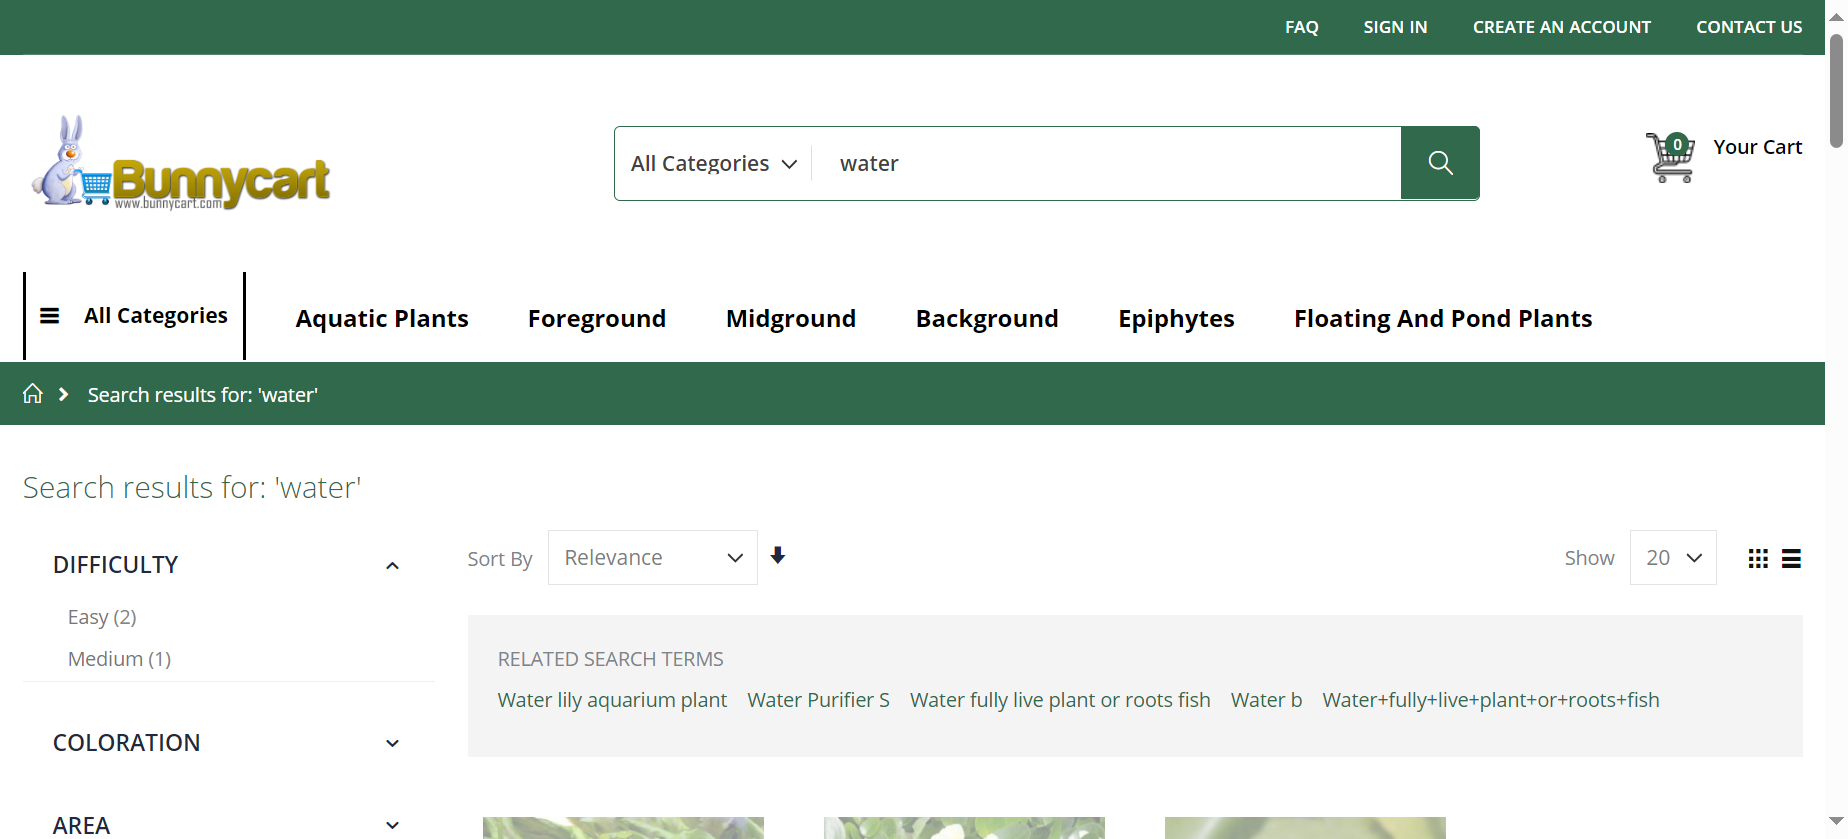 FAQ SIGN IN CREATE AN ACCOUNT CONTACT US
Bunnycart
www.bunnycart.com
All Categories water
0 Your Cart
All Categories Aquatic Plants Foreground Midground Background Epiphytes Floating And Pond Plants
Search results for: 'water'
Search results for: 'water'
DIFFICULTY
Easy (2)
Medium (1)
COLORATION
AREA
Sort By Relevance Show 20
RELATED SEARCH TERMS
Water lily aquarium plant Water Purifier S Water fully live plant or roots fish Water b Water+fully+live+plant+or+roots+fish